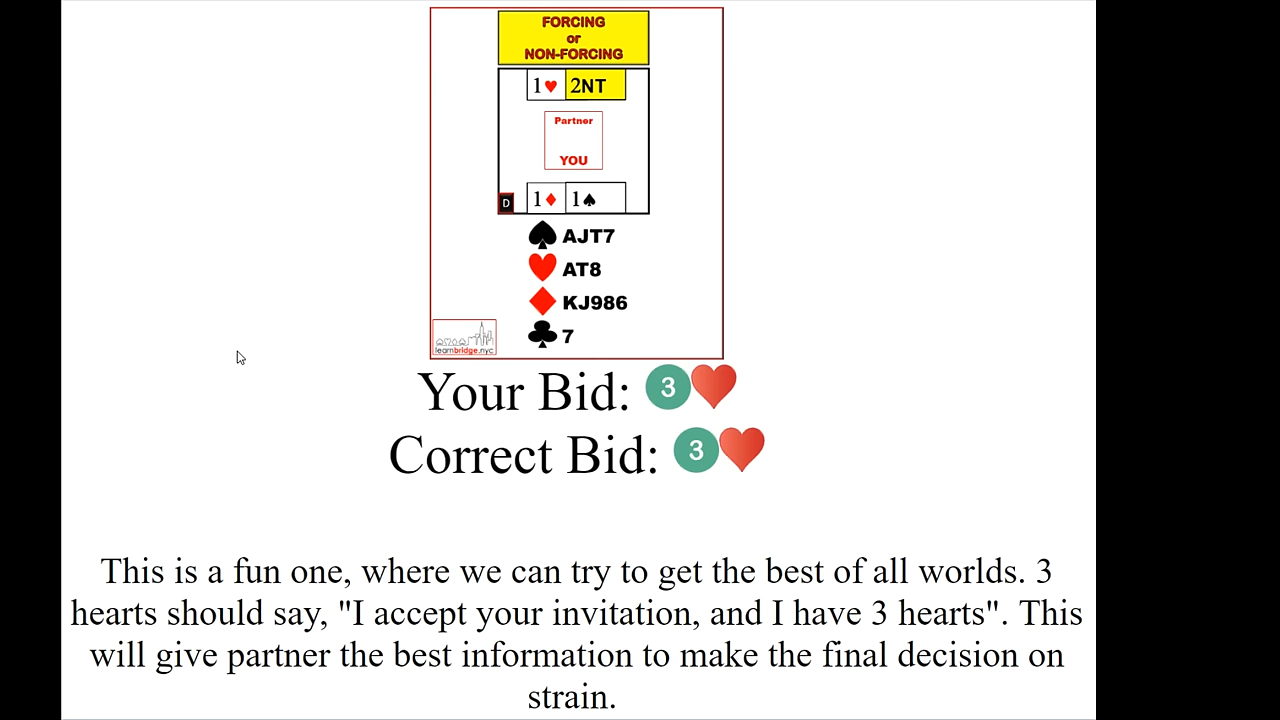 FORCING
or
NON-FORCING
1♥ 2NT
Partner
YOU
D 1♦ 1♠
♠ AJT7
♥ AT8
♦ KJ986
♣ 7
learnbridge.nyc
Your Bid: 3♥
Correct Bid: 3♥
This is a fun one, where we can try to get the best of all worlds. 3
hearts should say, "I accept your invitation, and I have 3 hearts". This
will give partner the best information to make the final decision on
strain.